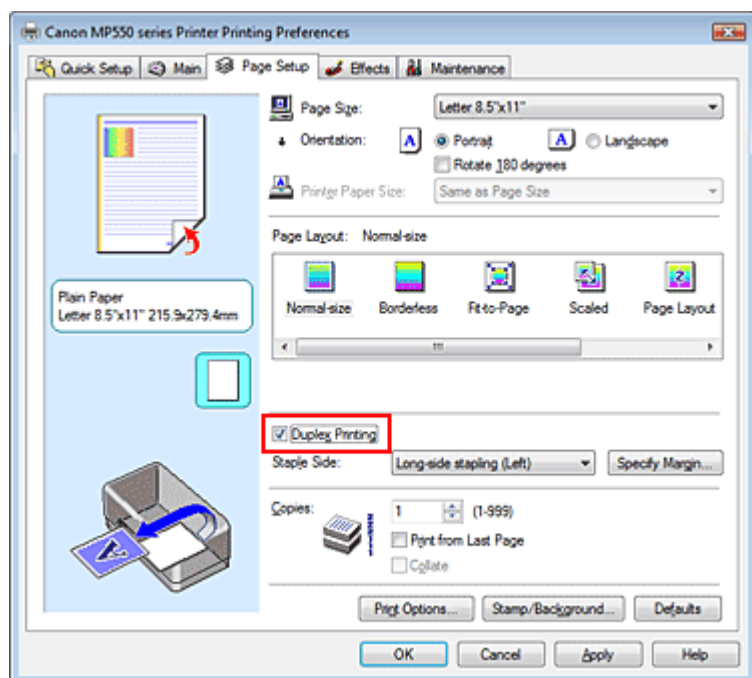 Canon MP550 series Printer Printing Preferences
Quick Setup Main Page Setup Effects Maintenance
Page Size: Letter 8.5"x11"
Orientation: A Portrait A Landscape
Rotate 180 degrees
Printer Paper Size: Same as Page Size
Page Layout: Normal-size
Normal-size Borderless Fit-to-Page Scaled Page Layout
Plain Paper
Letter 8.5"x11" 215.9x279.4mm
Duplex Printing
Staple Side: Long-side stapling (Left) Specify Margin...
Copies: 1 (1-999)
Print from Last Page
Collate
Print Options... Stamp/Background... Defaults
OK Cancel Apply Help